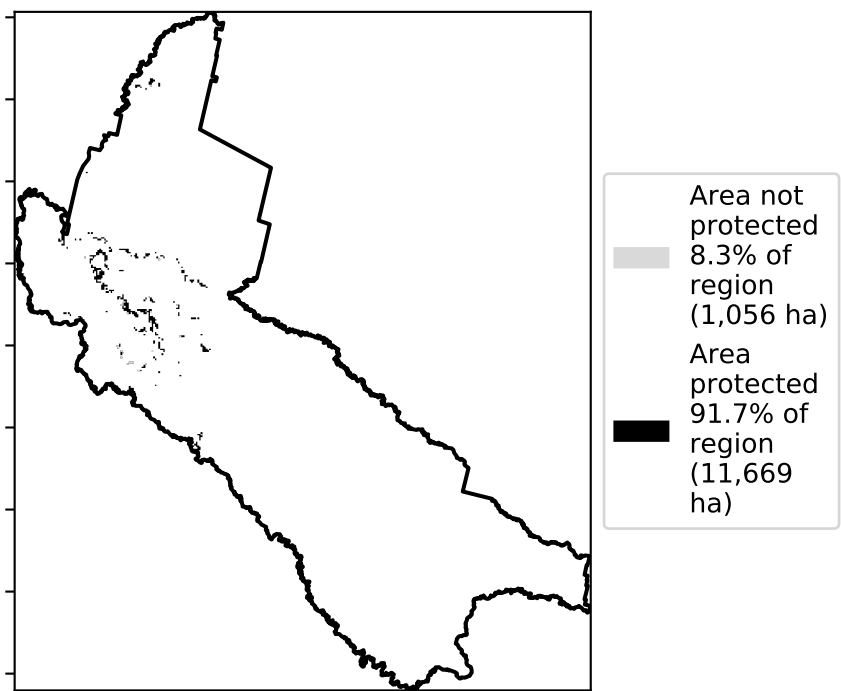 Area not
protected
8.3% of
region
(1,056 ha)
Area
protected
91.7% of
region
(11,669
ha)